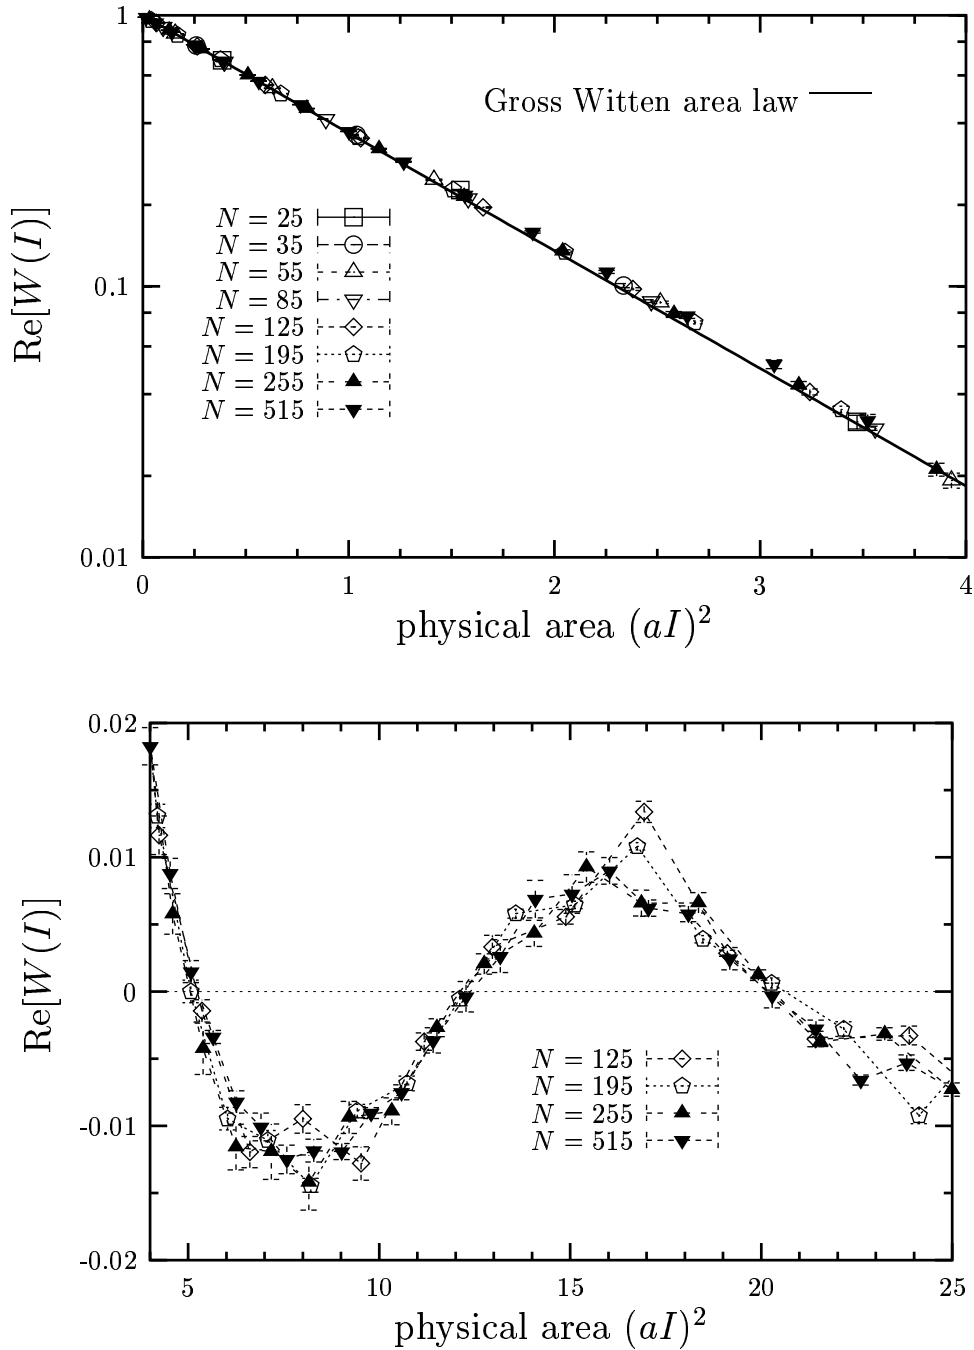 1
Gross Witten area law
N = 25
N = 35
N = 55
N = 85
N = 125
N = 195
N = 255
N = 515
Re[W(I)]
0.1
0.01
0 1 2 3 4
physical area (aI)²
0.02
0.01
Re[W(I)]
0
N = 125
N = 195
N = 255
N = 515
-0.01
-0.02
5 10 15 20 25
physical area (aI)²